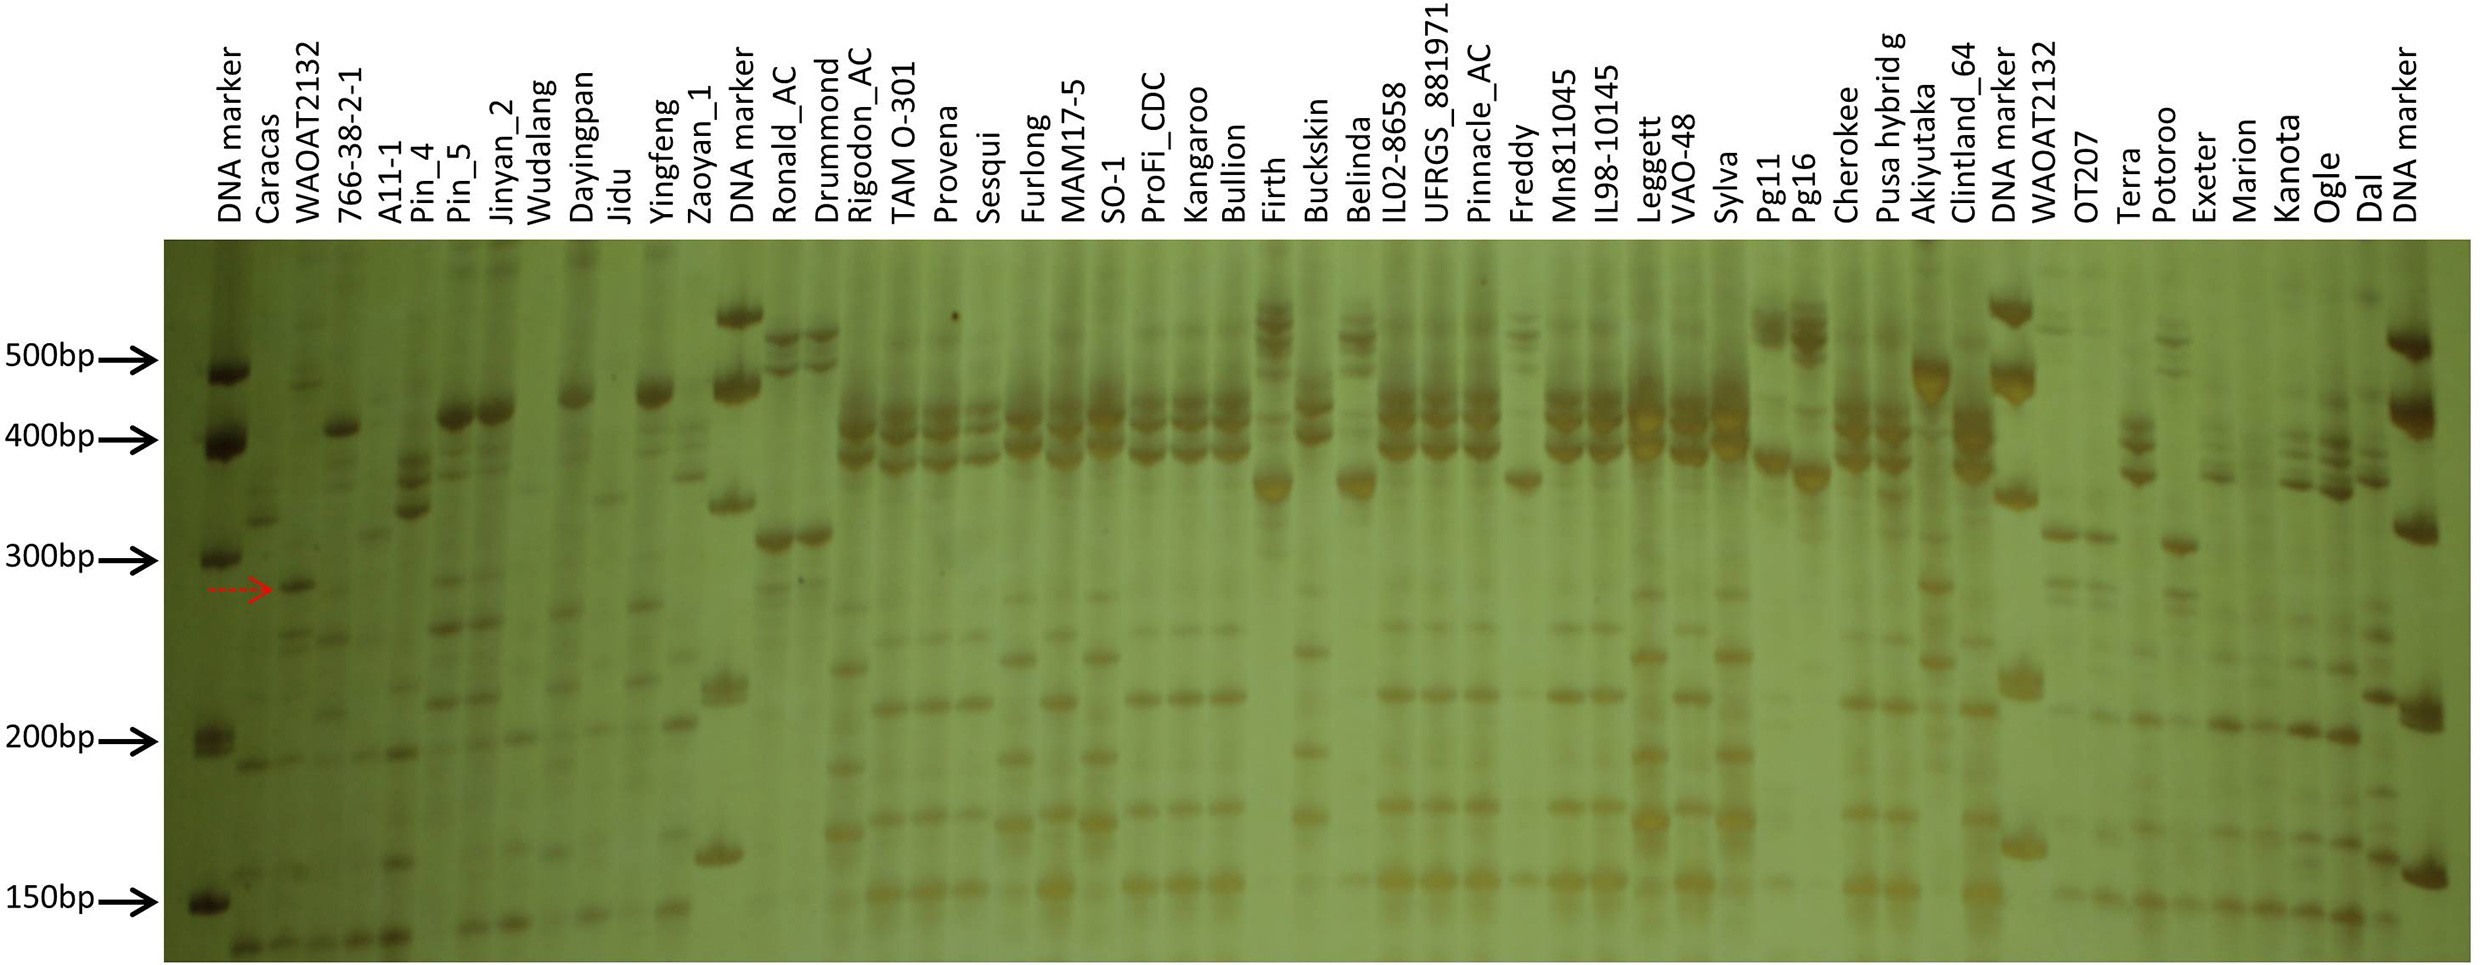 DNA marker
Caracas
WAOAT2132
766-38-2-1
A11-1
Pin_4
Pin_5
Jinyan_2
Wudalang
Dayingpan
Jidu
Yingfeng
Zaoyan_1
DNA marker
Ronald_AC
Drummond
Rigodon_AC
TAM O-301
Provena
Sesqui
Furlong
MAM17-5
SO-1
ProFi_CDC
Kangaroo
Bullion
Firth
Buckskin
Belinda
IL02-8658
UFRGS_881971
Pinnacle_AC
Freddy
Mn811045
IL98-10145
Leggett
VAO-48
Sylva
Pg11
Pg16
Cherokee
Pusa hybrid g
Akiyutaka
Clintland_64
DNA marker
WAOAT2132
OT207
Terra
Potoroo
Exeter
Marion
Kanota
Ogle
Dal
DNA marker
500bp
400bp
300bp
200bp
150bp